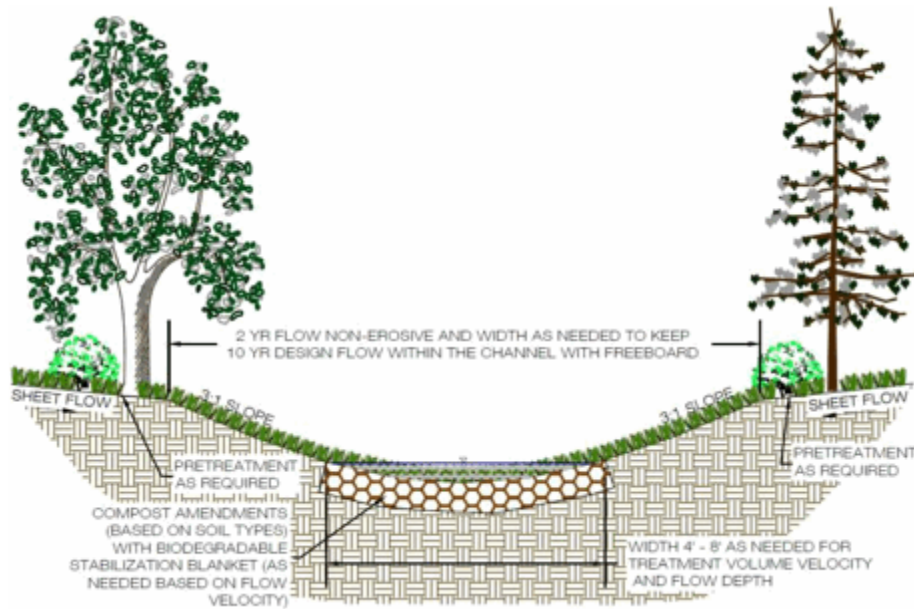 2 YR FLOW NON-EROSIVE AND WIDTH AS NEEDED TO KEEP
10 YR DESIGN FLOW WITHIN THE CHANNEL WITH FREEBOARD
SHEET FLOW
3:1 SLOPE
3:1 SLOPE
SHEET FLOW
PRETREATMENT
AS REQUIRED
PRETREATMENT
AS REQUIRED
COMPOST AMENDMENTS
(BASED ON SOIL TYPES)
WITH BIODEGRADABLE
STABILIZATION BLANKET (AS
NEEDED BASED ON FLOW
VELOCITY)
WIDTH 4' - 8' AS NEEDED FOR
TREATMENT VOLUME VELOCITY
AND FLOW DEPTH